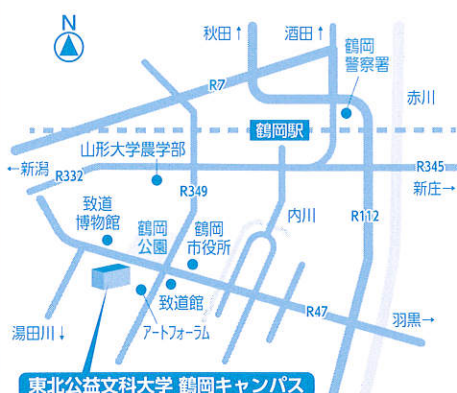 N
秋田↑
酒田↑
鶴岡
警察署
R7
赤川
鶴岡駅
山形大学農学部
←新潟
R332
R345
新庄→
R349
致道
博物館
鶴岡
公園
鶴岡
市役所
内川
R112
致道館
アートフォーラム
R47
羽黒→
湯田川↓
東北公益文科大学 鶴岡キャンパス